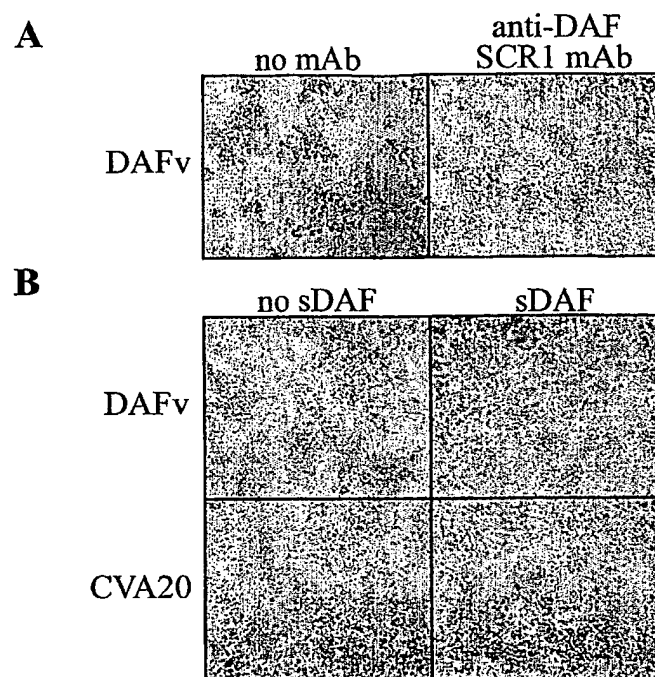 A
no mAb
anti-DAF
SCR1 mAb
DAFv
B
no sDAF
sDAF
DAFv
CVA20